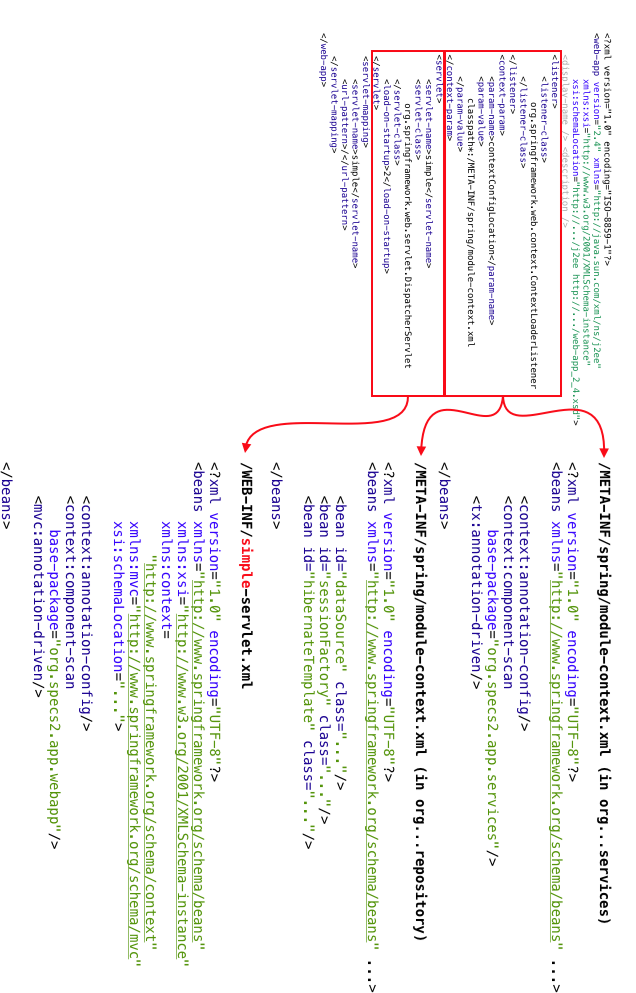 <?xml version="1.0" encoding="ISO-8859-1"?>
<web-app version="2.4" xmlns="http://java.sun.com/xml/ns/j2ee"
xmlns:xsi="http://www.w3.org/2001/XMLSchema-instance"
xsi:schemaLocation="http://.../j2ee http://.../web-app_2_4.xsd">
<display-name /> <description />
<listener>
<listener-class>
org.springframework.web.context.ContextLoaderListener
</listener-class>
</listener>
<context-param>
<param-name>contextConfigLocation</param-name>
<param-value>
classpath*:/META-INF/spring/module-context.xml
</param-value>
</context-param>
<servlet>
<servlet-name>simple</servlet-name>
<servlet-class>
org.springframework.web.servlet.DispatcherServlet
</servlet-class>
<load-on-startup>2</load-on-startup>
</servlet>
<servlet-mapping>
<servlet-name>simple</servlet-name>
<url-pattern>/</url-pattern>
</servlet-mapping>
</web-app>
/META-INF/spring/module-context.xml (in org...services)
<?xml version="1.0" encoding="UTF-8"?>
<beans xmlns="http://www.springframework.org/schema/beans" ...>
<context:annotation-config/>
<context:component-scan
base-package="org.specs2.app.services"/>
<tx:annotation-driven/>
</beans>
/META-INF/spring/module-context.xml (in org...repository)
<?xml version="1.0" encoding="UTF-8"?>
<beans xmlns="http://www.springframework.org/schema/beans" ...>
<bean id="dataSource" class="..."/>
<bean id="sessionFactory" class="..."/>
<bean id="hibernateTemplate" class="..."/>
</beans>
/WEB-INF/simple-servlet.xml
<?xml version="1.0" encoding="UTF-8"?>
<beans xmlns="http://www.springframework.org/schema/beans"
xmlns:xsi="http://www.w3.org/2001/XMLSchema-instance"
xmlns:context=
"http://www.springframework.org/schema/context"
xmlns:mvc="http://www.springframework.org/schema/mvc"
xsi:schemaLocation="...">
<context:annotation-config/>
<context:component-scan
base-package="org.specs2.app.webapp"/>
<mvc:annotation-driven/>
</beans>